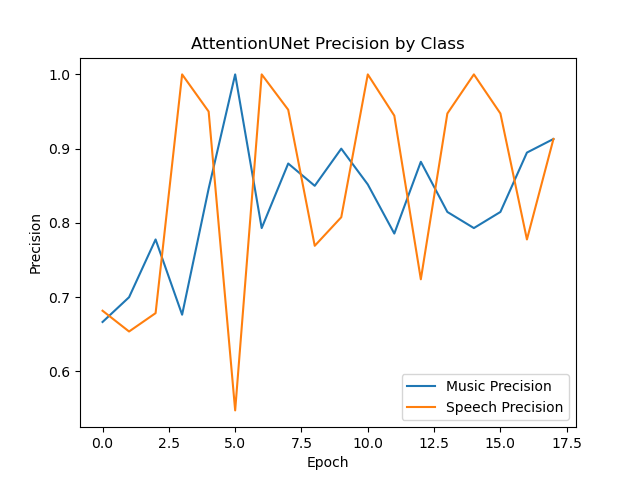 AttentionUNet Precision by Class
1.0
0.9
0.8
0.7
0.6
Precision
0.0 2.5 5.0 7.5 10.0 12.5 15.0 17.5
Epoch
Music Precision
Speech Precision